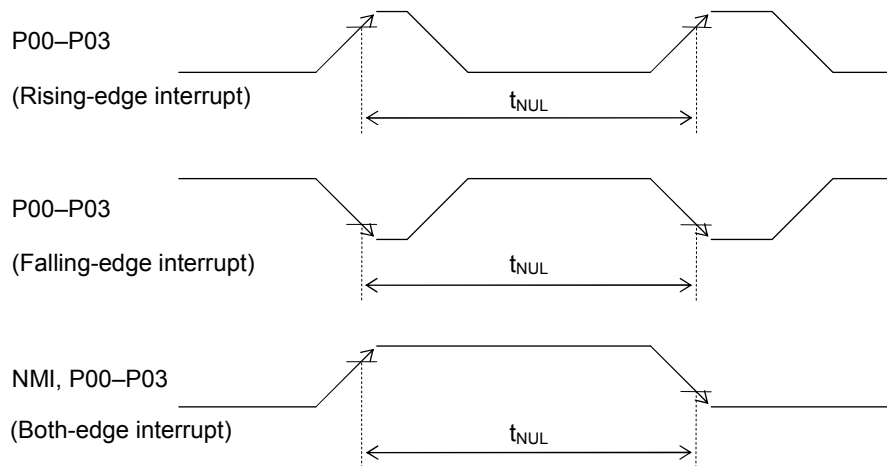 P00–P03
(Rising-edge interrupt)
tNUL
P00–P03
(Falling-edge interrupt)
tNUL
NMI, P00–P03
(Both-edge interrupt)
tNUL